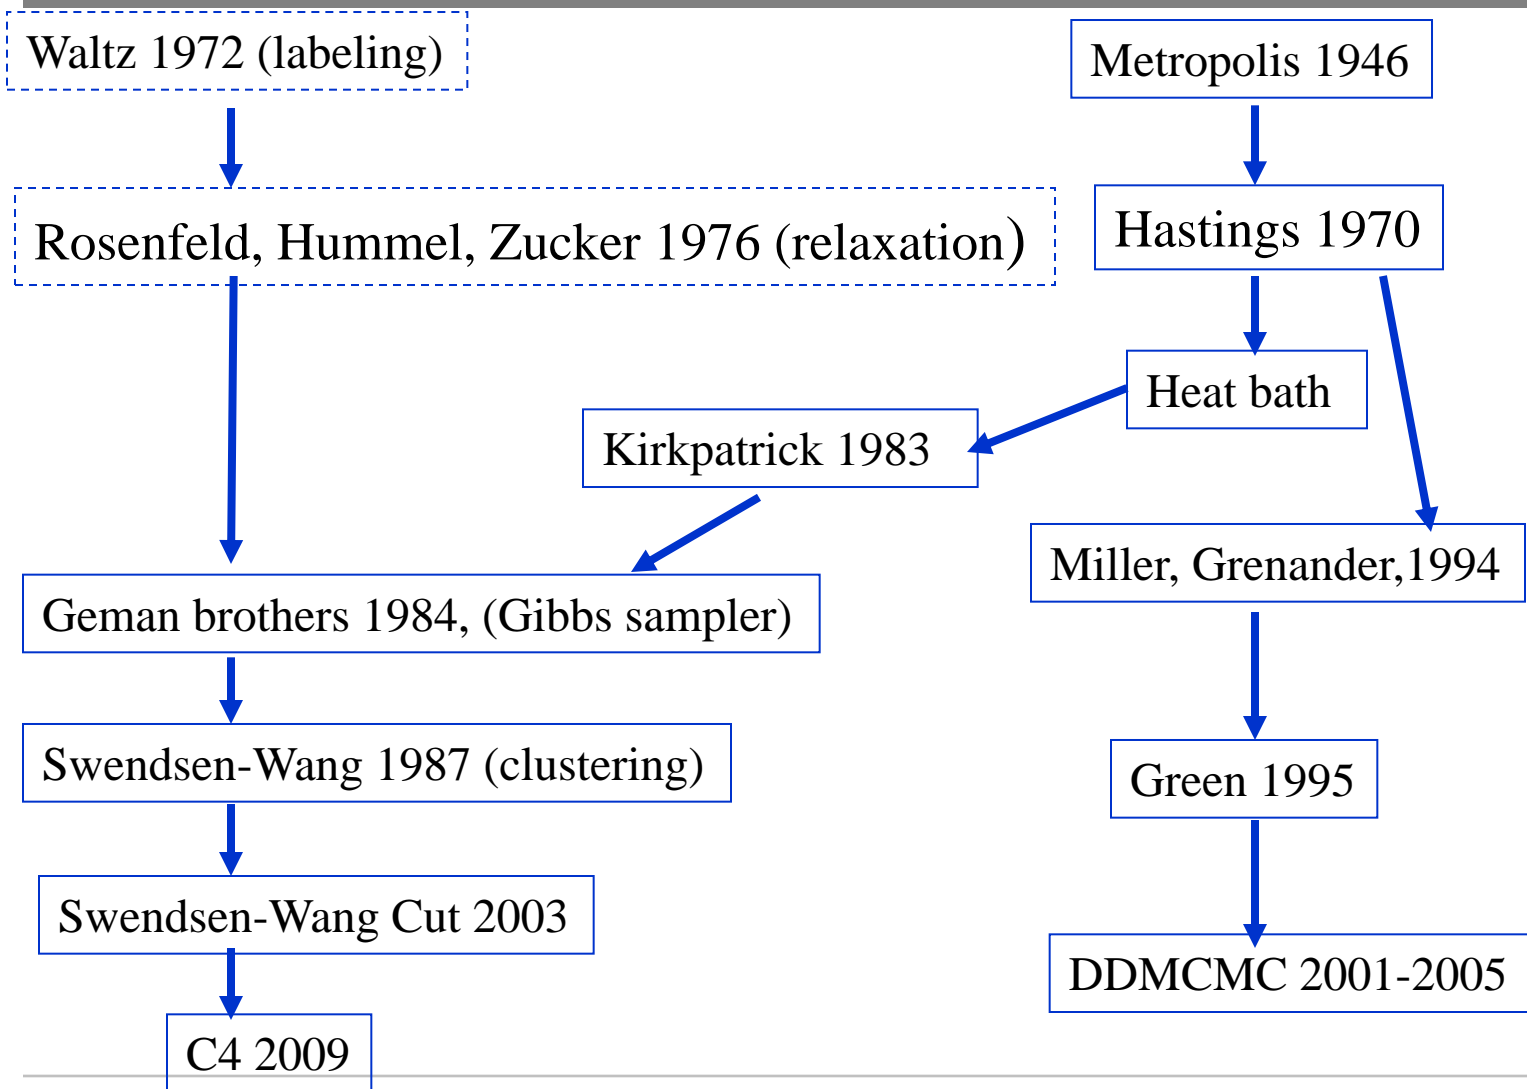 Waltz 1972 (labeling)
Metropolis 1946
Rosenfeld, Hummel, Zucker 1976 (relaxation)
Hastings 1970
Heat bath
Kirkpatrick 1983
Miller, Grenander,1994
Geman brothers 1984, (Gibbs sampler)
Swendsen-Wang 1987 (clustering)
Green 1995
Swendsen-Wang Cut 2003
DDMCMC 2001-2005
C4 2009